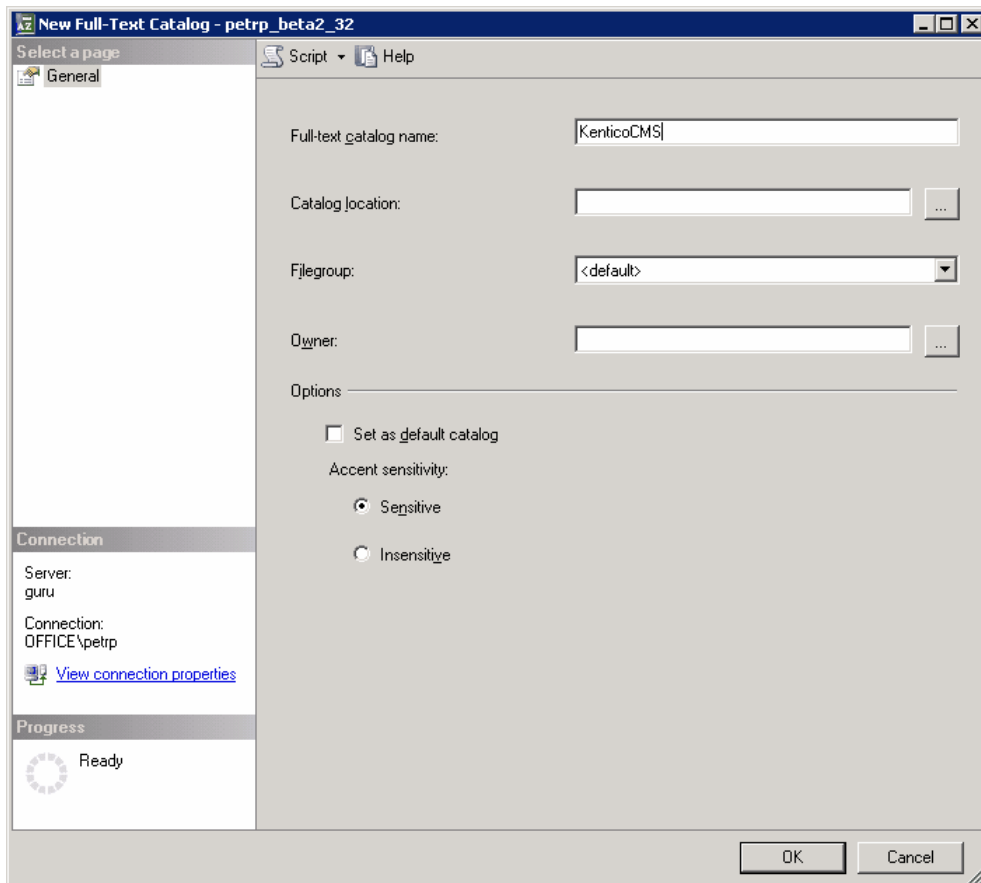 New Full-Text Catalog - petrp_beta2_32
Select a page
General
Script
Help
Full-text catalog name:
KenticoCMS
Catalog location:
...
Filegroup:
<default>
Owner:
...
Options
Set as default catalog
Accent sensitivity:
Sensitive
Insensitive
Connection
Server:
guru
Connection:
OFFICE\petrp
View connection properties
Progress
Ready
OK
Cancel